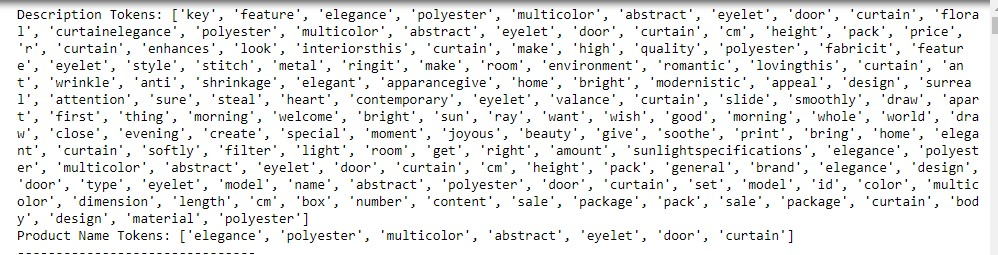 Description Tokens: ['key', 'feature', 'elegance', 'polyester', 'multicolor', 'abstract', 'eyelet', 'door', 'curtain', 'flora
l', 'curtainelegance', 'polyester', 'multicolor', 'abstract', 'eyelet', 'door', 'curtain', 'cm', 'height', 'pack', 'price',
'r', 'curtain', 'enhances', 'look', 'interiorsthis', 'curtain', 'make', 'high', 'quality', 'polyester', 'fabricit', 'featur
e', 'eyelet', 'style', 'stitch', 'metal', 'ringit', 'make', 'room', 'environment', 'romantic', 'lovingthis', 'curtain', 'an
t', 'wrinkle', 'anti', 'shrinkage', 'elegant', 'apparancegive', 'home', 'bright', 'modernistic', 'appeal', 'design', 'surrea
l', 'attention', 'sure', 'steal', 'heart', 'contemporary', 'eyelet', 'valance', 'curtain', 'slide', 'smoothly', 'draw', 'apar
t', 'first', 'thing', 'morning', 'welcome', 'bright', 'sun', 'ray', 'want', 'wish', 'good', 'morning', 'whole', 'world', 'dra
w', 'close', 'evening', 'create', 'special', 'moment', 'joyous', 'beauty', 'give', 'soothe', 'print', 'bring', 'home', 'elega
nt', 'curtain', 'softly', 'filter', 'light', 'room', 'get', 'right', 'amount', 'sunlightspecifications', 'elegance', 'polyest
er', 'multicolor', 'abstract', 'eyelet', 'door', 'curtain', 'cm', 'height', 'pack', 'general', 'brand', 'elegance', 'design',
'door', 'type', 'eyelet', 'model', 'name', 'abstract', 'polyester', 'door', 'curtain', 'set', 'model', 'id', 'color', 'multic
olor', 'dimension', 'length', 'cm', 'box', 'number', 'content', 'sale', 'package', 'pack', 'sale', 'package', 'curtain', 'bod
y', 'design', 'material', 'polyester']
Product Name Tokens: ['elegance', 'polyester', 'multicolor', 'abstract', 'eyelet', 'door', 'curtain']
------------------------------